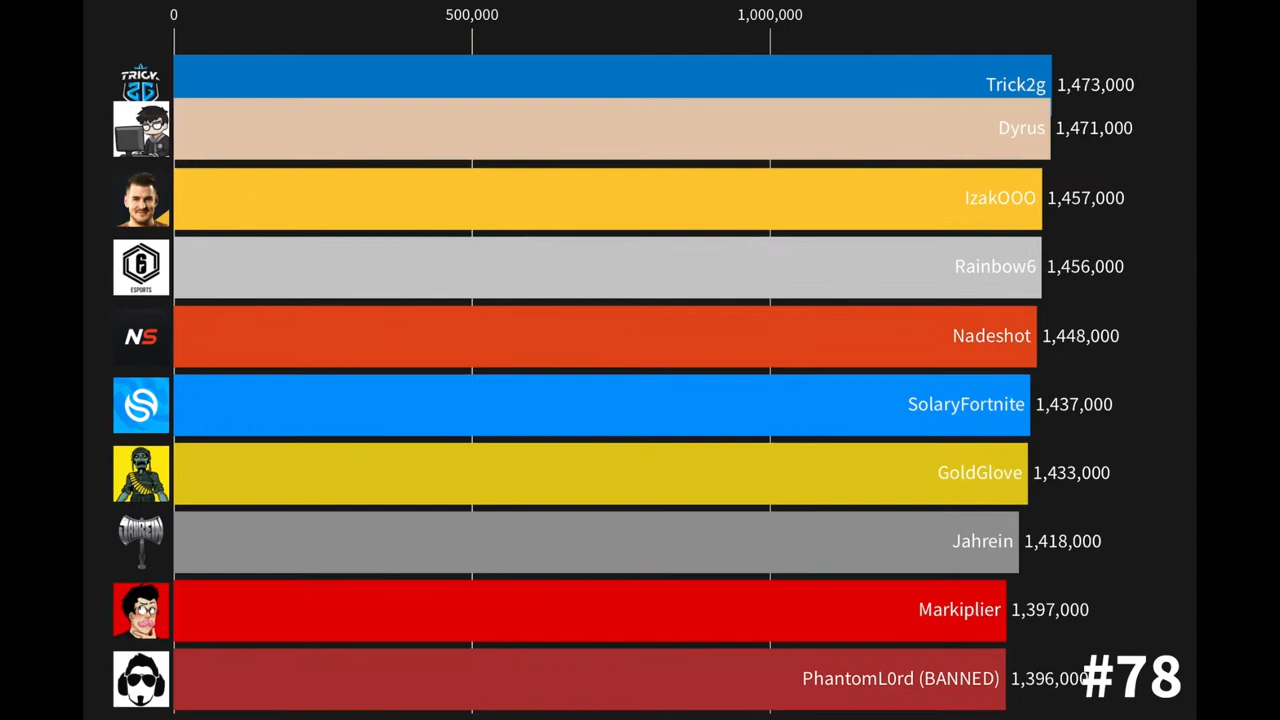 0 500,000 1,000,000
TRICK
2G
Trick2g 1,473,000
Dyrus 1,471,000
IzakOOO 1,457,000
6
ESPORTS
Rainbow6 1,456,000
NS
Nadeshot 1,448,000
SolaryFortnite 1,437,000
GoldGlove 1,433,000
JAHREIN
Jahrein 1,418,000
Markiplier 1,397,000
PhantomL0rd (BANNED) 1,396,000
#78